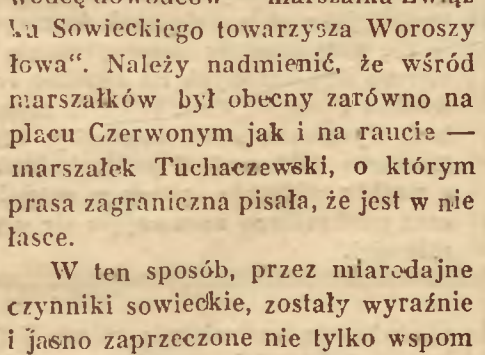 wodcę dowódców — marszałka Związ
ku Sowieckiego towarzysza Woroszy
łowa“. Należy nadmienić, że wśród
marszałków był obecny zarówno na
placu Czerwonym jak i na raucie —
marszałek Tuchaczewski, o którym
prasa zagraniczna pisała, że jest w nie
łasce.
W ten sposób, przez miarodajne
czynniki sowieckie, zostały wyraźnie
i jasno zaprzeczone nie tylko wspom